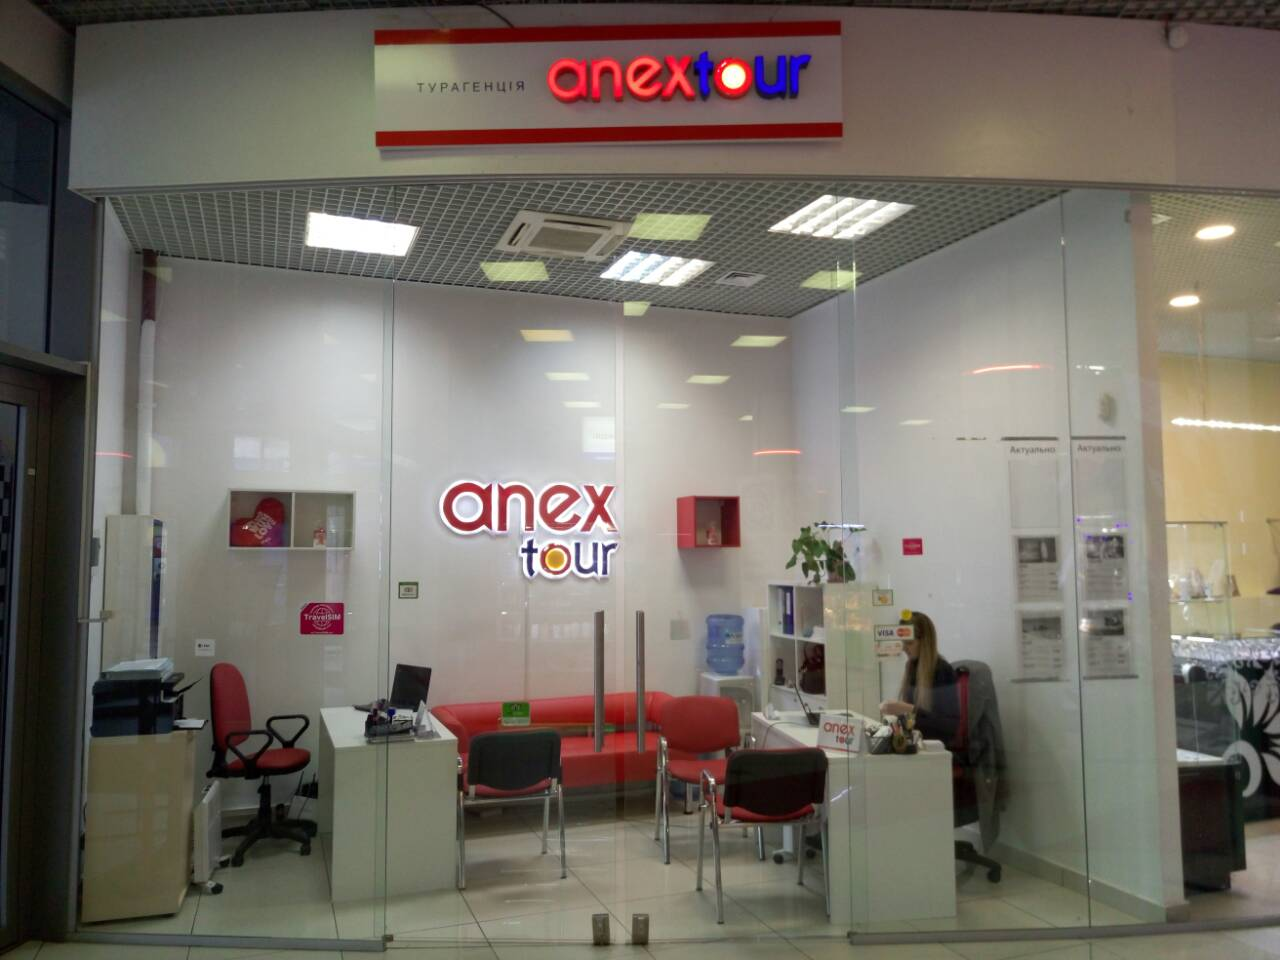 ТУРАГЕНЦІЯ anextour
anex
tour
Актуально
Актуально
TravelSiM
VISA
anex
tour